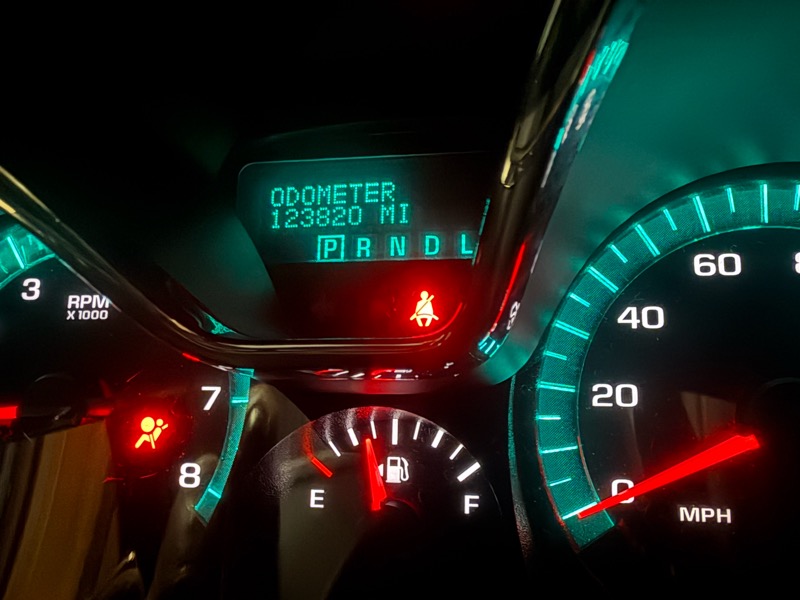 ODOMETER
123820 MI
P R N D L
3
RPM
X1000
7
8
E
F
60
40
20
0
MPH